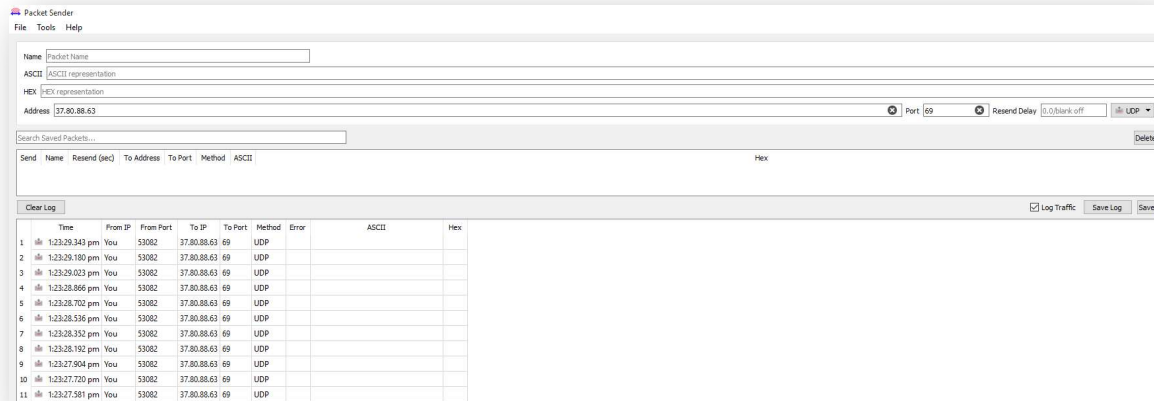 Packet Sender
File Tools Help
Name Packet Name
ASCII ASCII representation
HEX HEX representation
Address 37.80.88.63 Port 69 Resend Delay 0.0/blank off UDP
Search Saved Packets... Delete
Send Name Resend (sec) To Address To Port Method ASCII Hex
Clear Log Log Traffic Save Log Save
Time From IP From Port To IP To Port Method Error ASCII Hex
1 1:23:29.343 pm You 53082 37.80.88.63 69 UDP
2 1:23:29.180 pm You 53082 37.80.88.63 69 UDP
3 1:23:29.023 pm You 53082 37.80.88.63 69 UDP
4 1:23:28.866 pm You 53082 37.80.88.63 69 UDP
5 1:23:28.702 pm You 53082 37.80.88.63 69 UDP
6 1:23:28.536 pm You 53082 37.80.88.63 69 UDP
7 1:23:28.352 pm You 53082 37.80.88.63 69 UDP
8 1:23:28.192 pm You 53082 37.80.88.63 69 UDP
9 1:23:27.904 pm You 53082 37.80.88.63 69 UDP
10 1:23:27.720 pm You 53082 37.80.88.63 69 UDP
11 1:23:27.581 pm You 53082 37.80.88.63 69 UDP